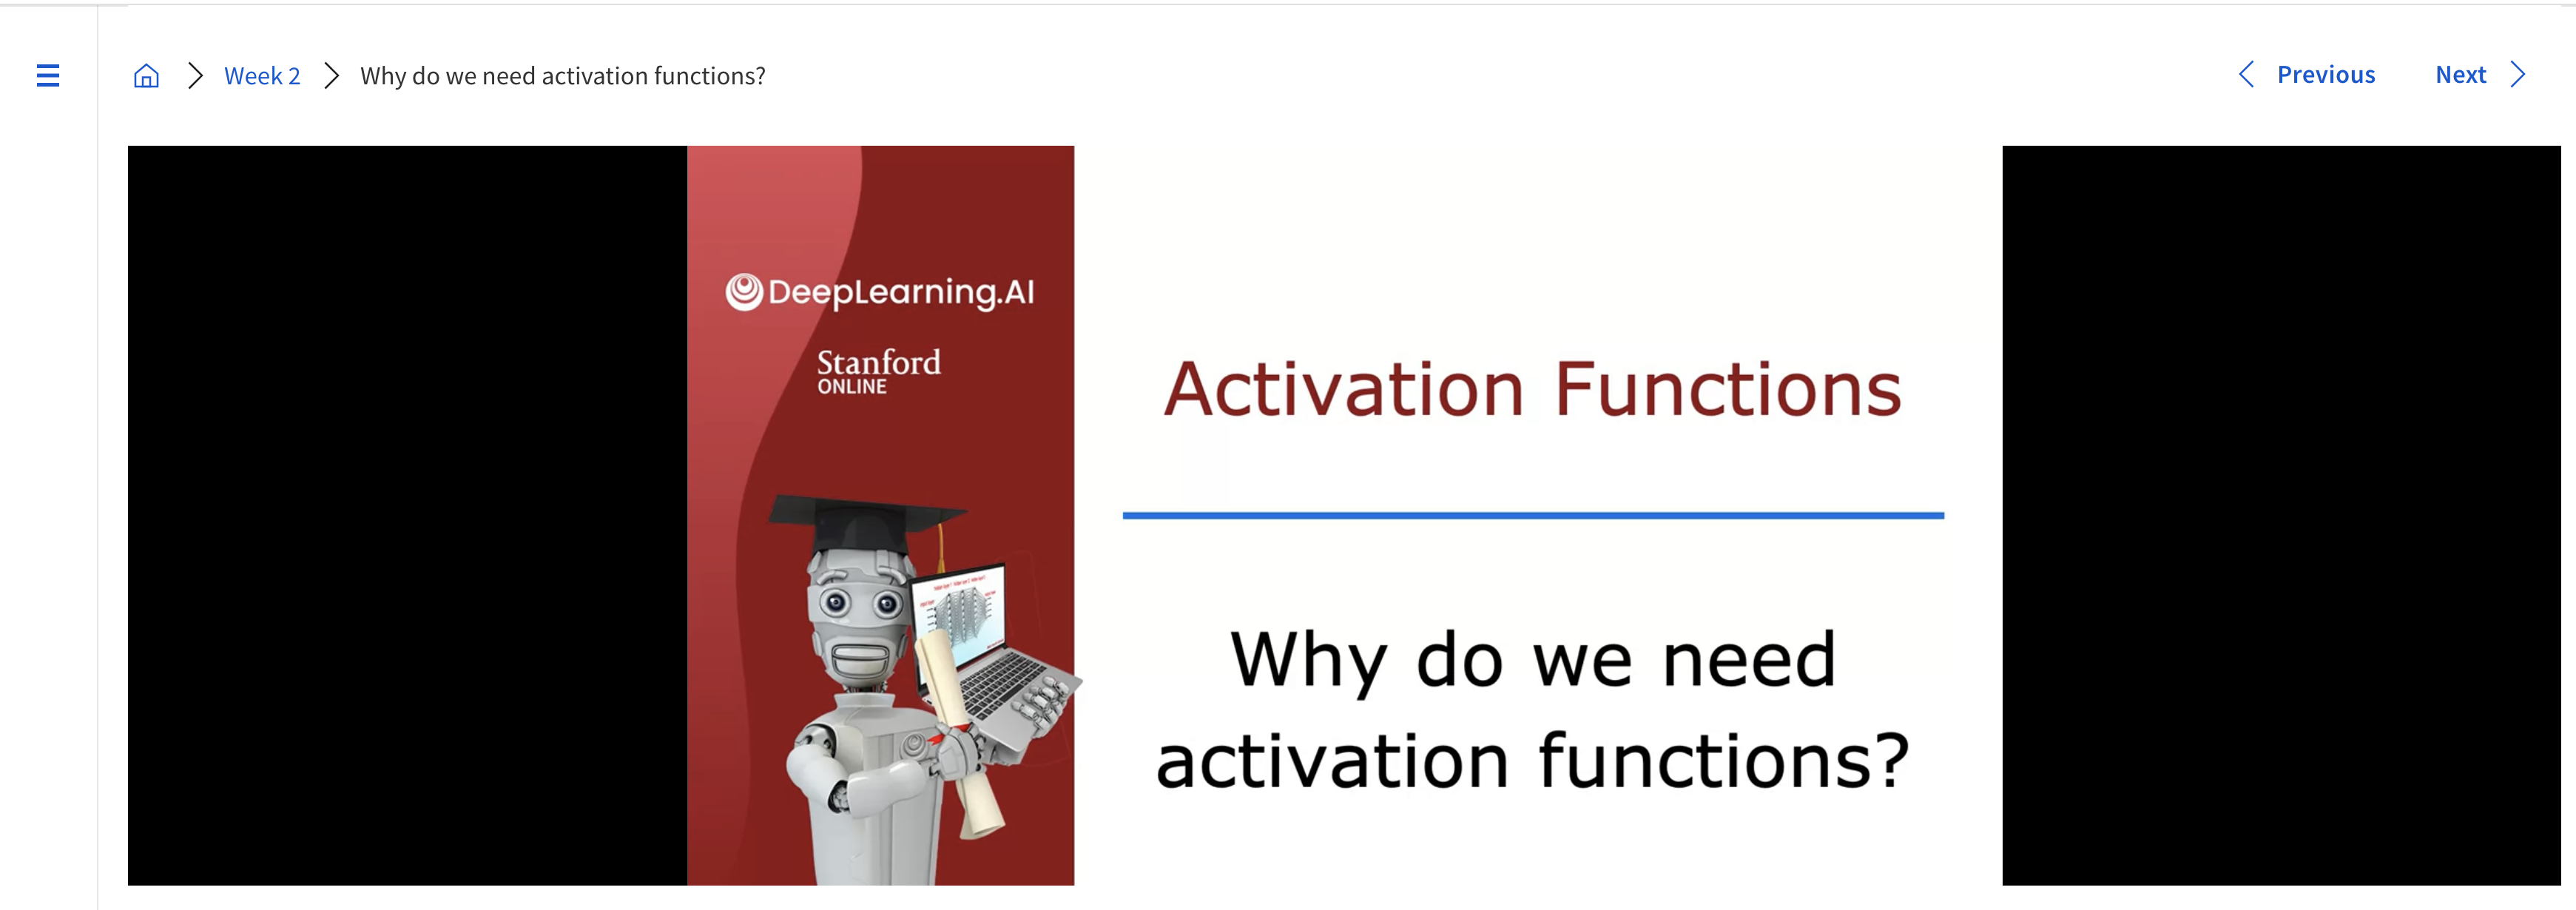 Week 2
Why do we need activation functions?
Previous
Next
DeepLearning.AI
Stanford
ONLINE
Activation Functions
Why do we need
activation functions?